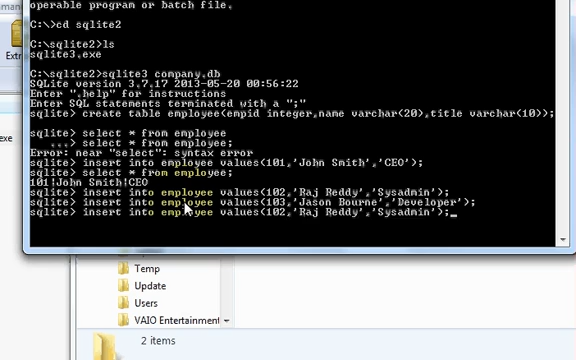 operable program or batch file.
C:\>cd sqlite2
C:\sqlite2>ls
sqlite3.exe
C:\sqlite2>sqlite3 company.db
SQLite version 3.7.17 2013-05-20 00:56:22
Enter ".help" for instructions
Enter SQL statements terminated with a ";"
sqlite> create table employee(empid integer,name varchar(20),title varchar(10));
sqlite> select * from employee
...> select * from employee;
Error: near "select": syntax error
sqlite> insert into employee values(101,'John Smith','CEO');
sqlite> select * from employee;
101|John Smith|CEO
sqlite> insert into employee values(102,'Raj Reddy','Sysadmin');
sqlite> insert into employee values(103,'Jason Bourne','Developer');
sqlite> insert into employee values(102,'Raj Reddy','Sysadmin');_
Extra
exe
Temp
Update
Users
VAIO Entertainment
2 items